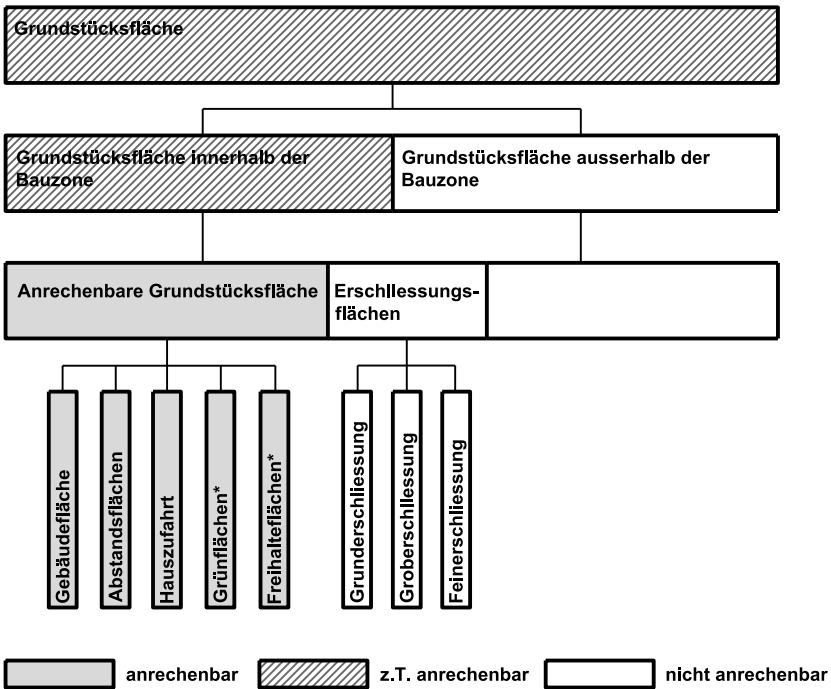 Grundstücksfläche
Grundstücksfläche innerhalb der
Bauzone
Grundstücksfläche ausserhalb der
Bauzone
Anrechenbare Grundstücksfläche
Erschliessungs-
flächen
Gebäudefläche
Abstandsflächen
Hauszufahrt
Grünflächen*
Freihalteflächen*
Grunderschliessung
Groberschliessung
Feinerschliessung
anrechenbar
z.T. anrechenbar
nicht anrechenbar